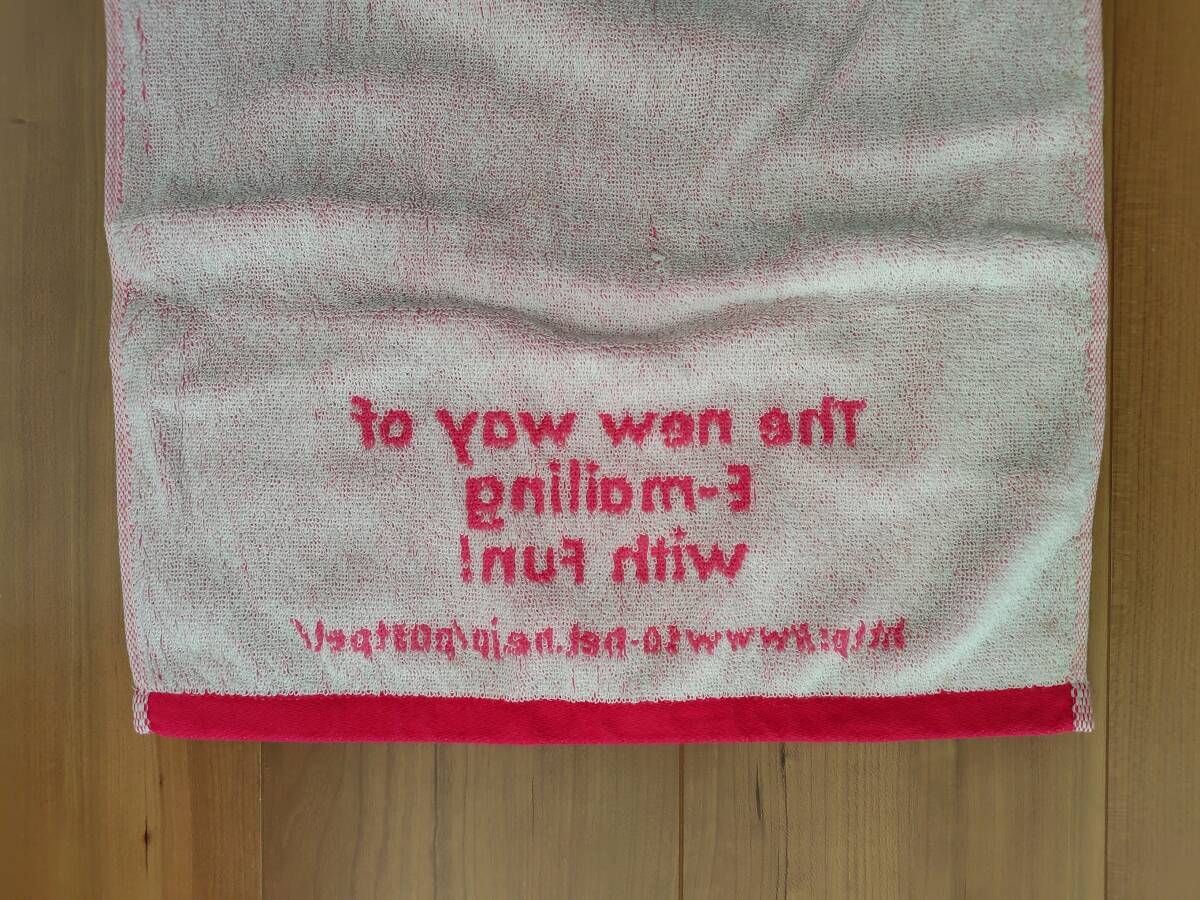 The new way of
E-mailing
with Fun!
http://www.so-net.ne.jp/postpet/